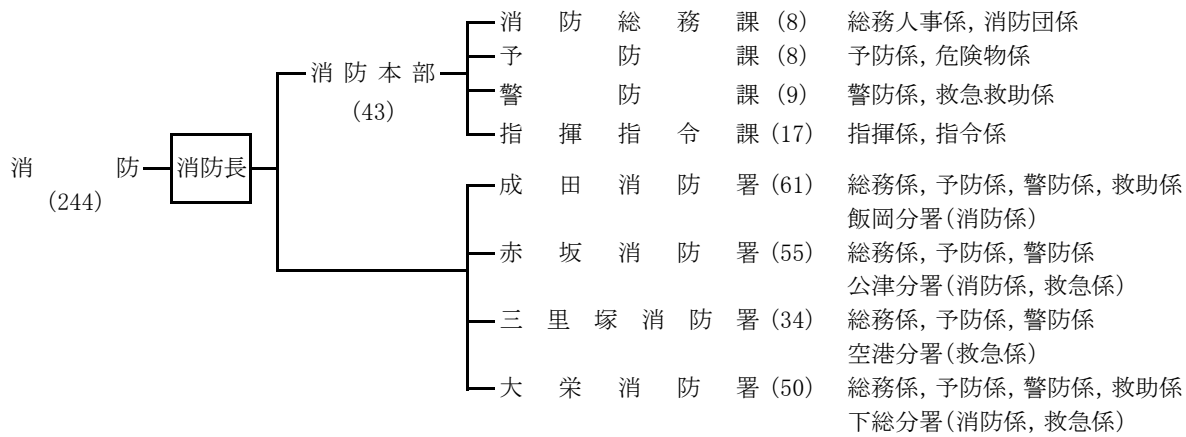 消防総務課 (8) 総務人事係, 消防団係
予防課 (8) 予防係, 危険物係
消防本部
(43)
警防課 (9) 警防係, 救急救助係
指揮指令課 (17) 指揮係, 指令係
消防
(244)
消防長
成田消防署 (61) 総務係, 予防係, 警防係, 救助係
飯岡分署(消防係)
赤坂消防署 (55) 総務係, 予防係, 警防係
公津分署(消防係, 救急係)
三里塚消防署 (34) 総務係, 予防係, 警防係
空港分署(救急係)
大栄消防署 (50) 総務係, 予防係, 警防係, 救助係
下総分署(消防係, 救急係)